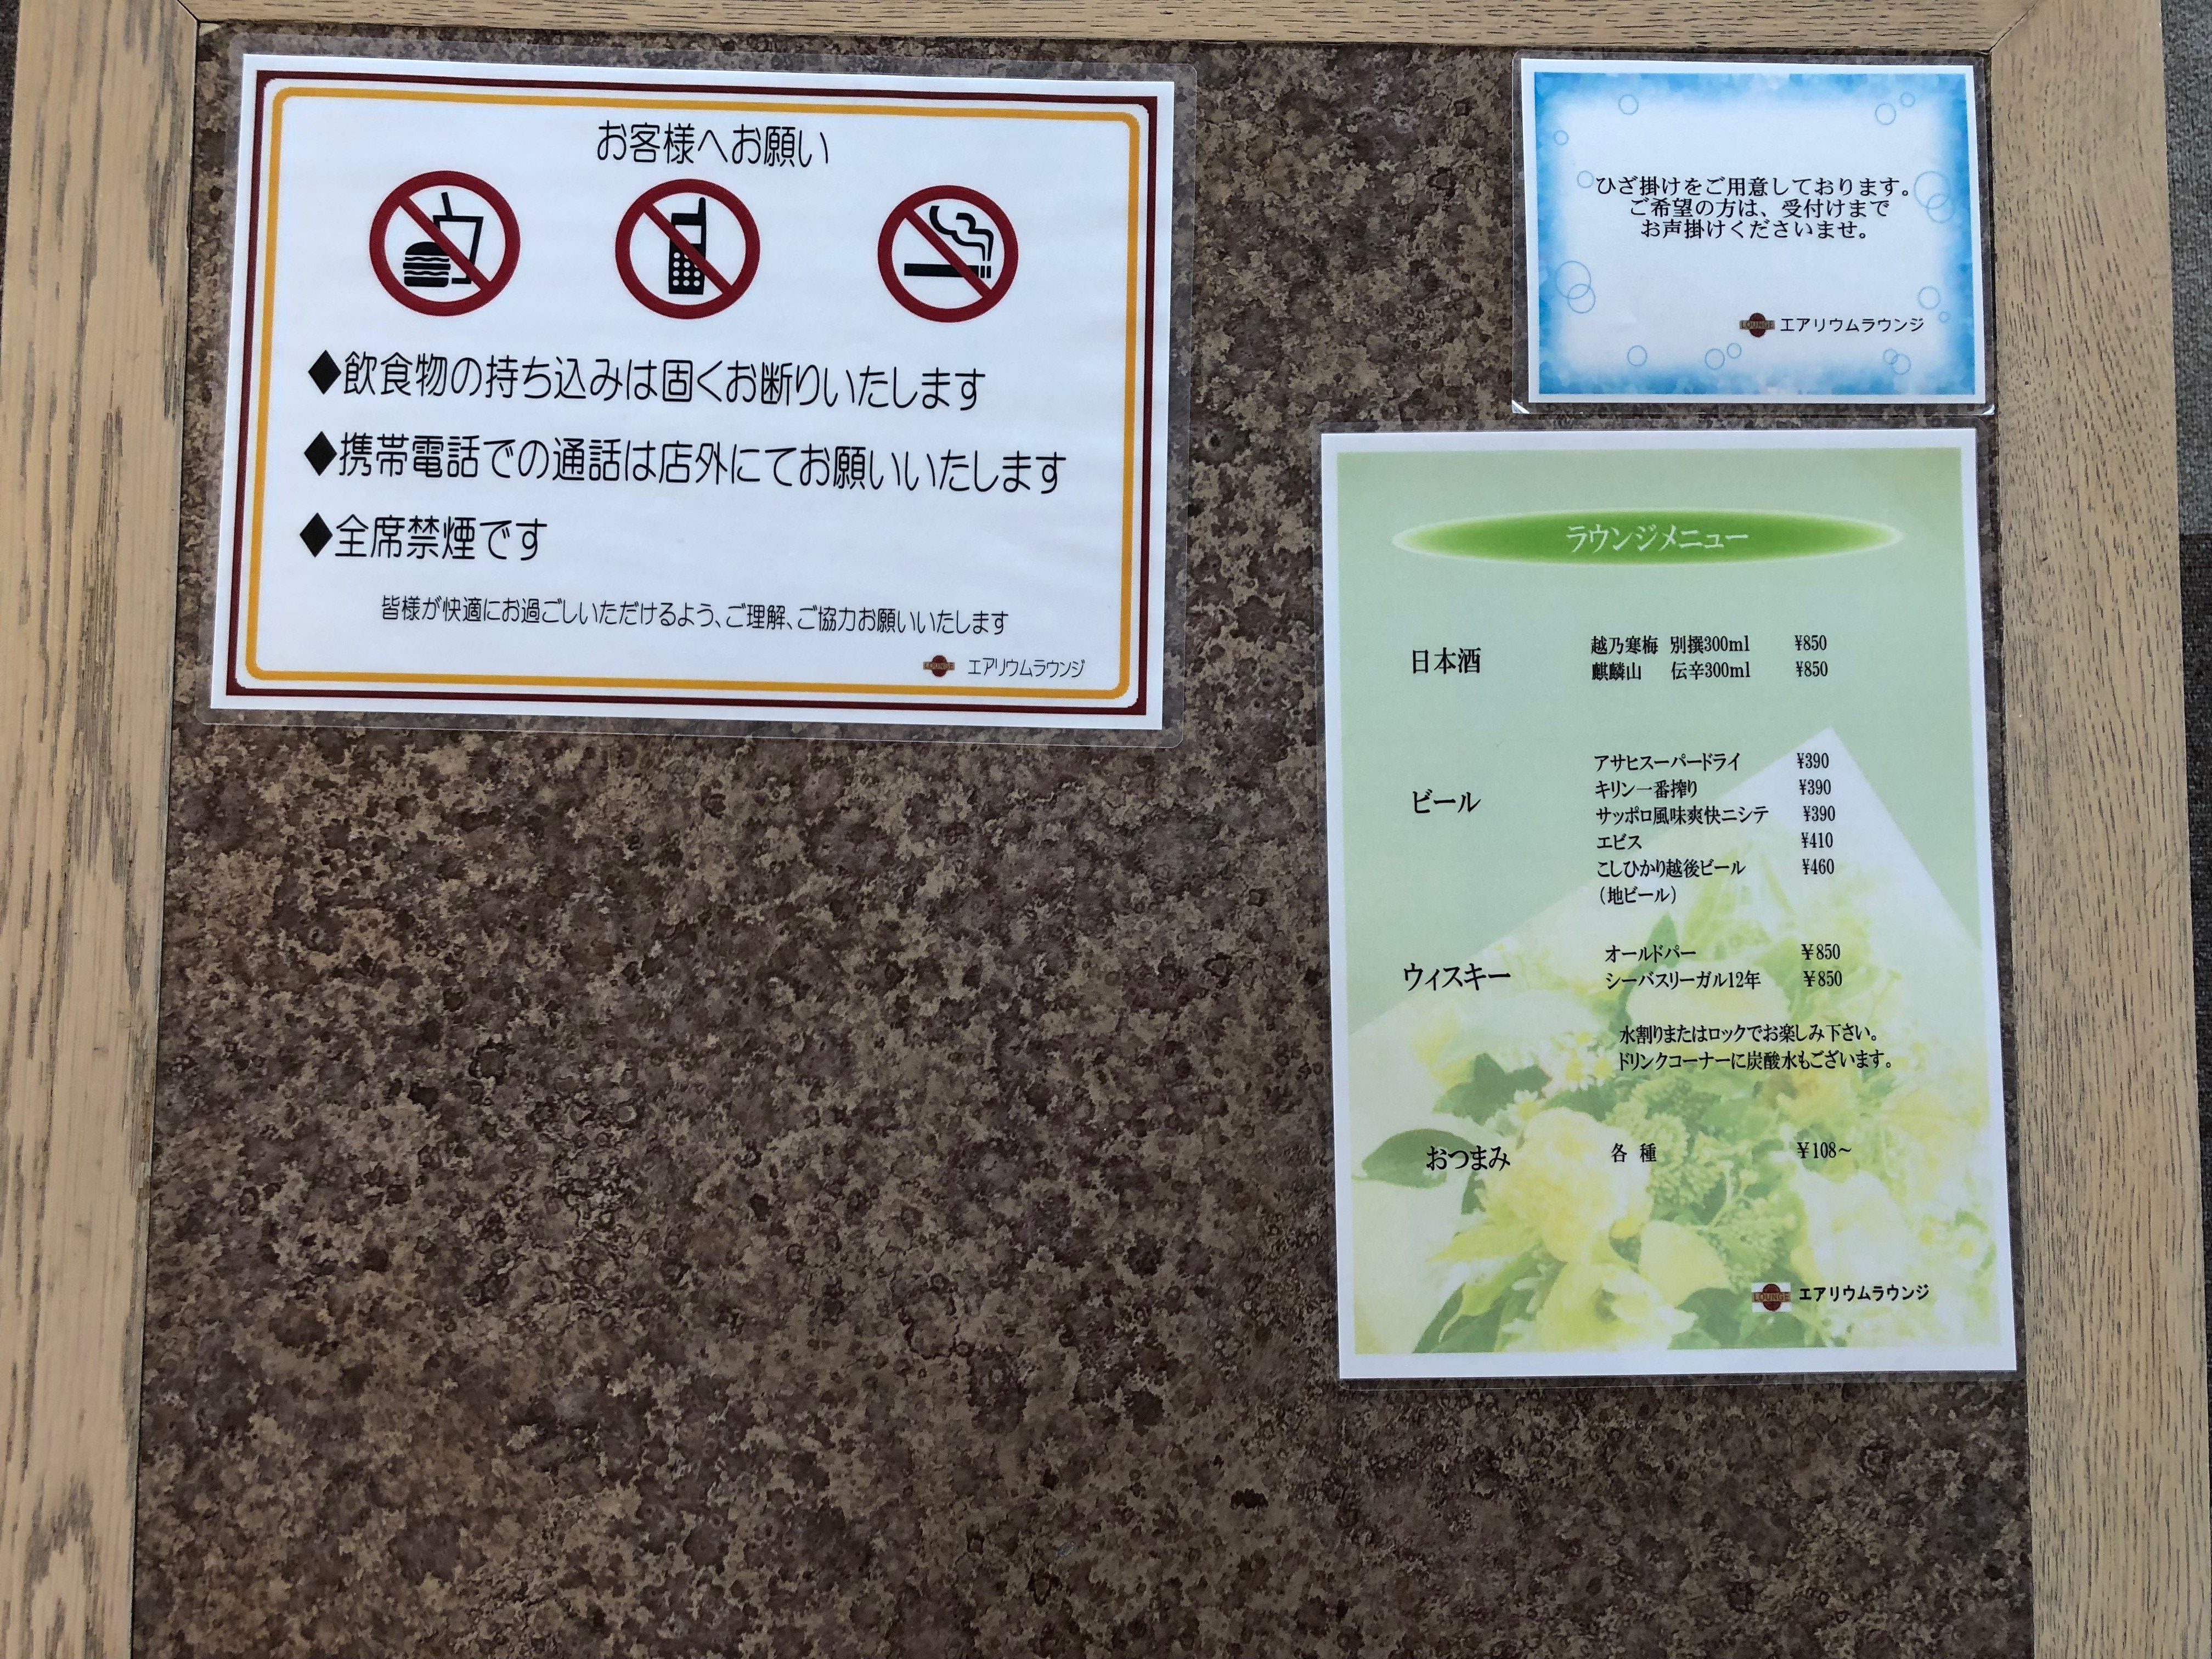 お客様へお願い
◆飲食物の持ち込みは固くお断りいたします
◆携帯電話での通話は店外にてお願いいたします
◆全席禁煙です
皆様が快適にお過ごしいただけるよう、ご理解、ご協力お願いいたします
LOUNGE エアリウムラウンジ
ひざ掛けをご用意しております。
ご希望の方は、受付けまで
お声掛けくださいませ。
LOUNGE エアリウムラウンジ
ラウンジメニュー
日本酒
越乃寒梅 別撰300ml ¥850
麒麟山 伝辛300ml ¥850
ビール
アサヒスーパードライ ¥390
キリン一番搾り ¥390
サッポロ風味爽快ニシテ ¥390
エビス ¥410
こしひかり越後ビール ¥460
（地ビール）
ウィスキー
オールドパー ￥850
シーバスリーガル12年 ￥850
水割りまたはロックでお楽しみ下さい。
ドリンクコーナーに炭酸水もございます。
おつまみ 各種 ￥108～
LOUNGE エアリウムラウンジ